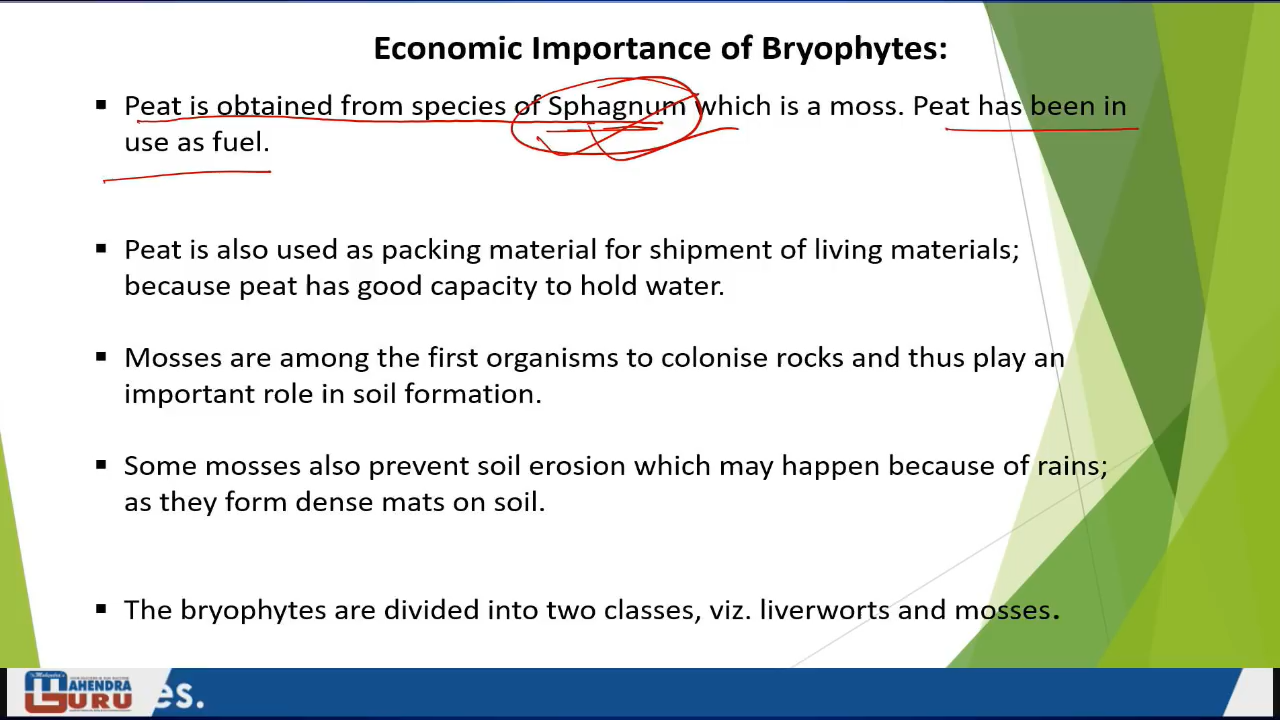 Economic Importance of Bryophytes:
▪ Peat is obtained from species of Sphagnum which is a moss. Peat has been in
use as fuel.
▪ Peat is also used as packing material for shipment of living materials;
because peat has good capacity to hold water.
▪ Mosses are among the first organisms to colonise rocks and thus play an
important role in soil formation.
▪ Some mosses also prevent soil erosion which may happen because of rains;
as they form dense mats on soil.
▪ The bryophytes are divided into two classes, viz. liverworts and mosses.
MAHENDRA
GURU
es.